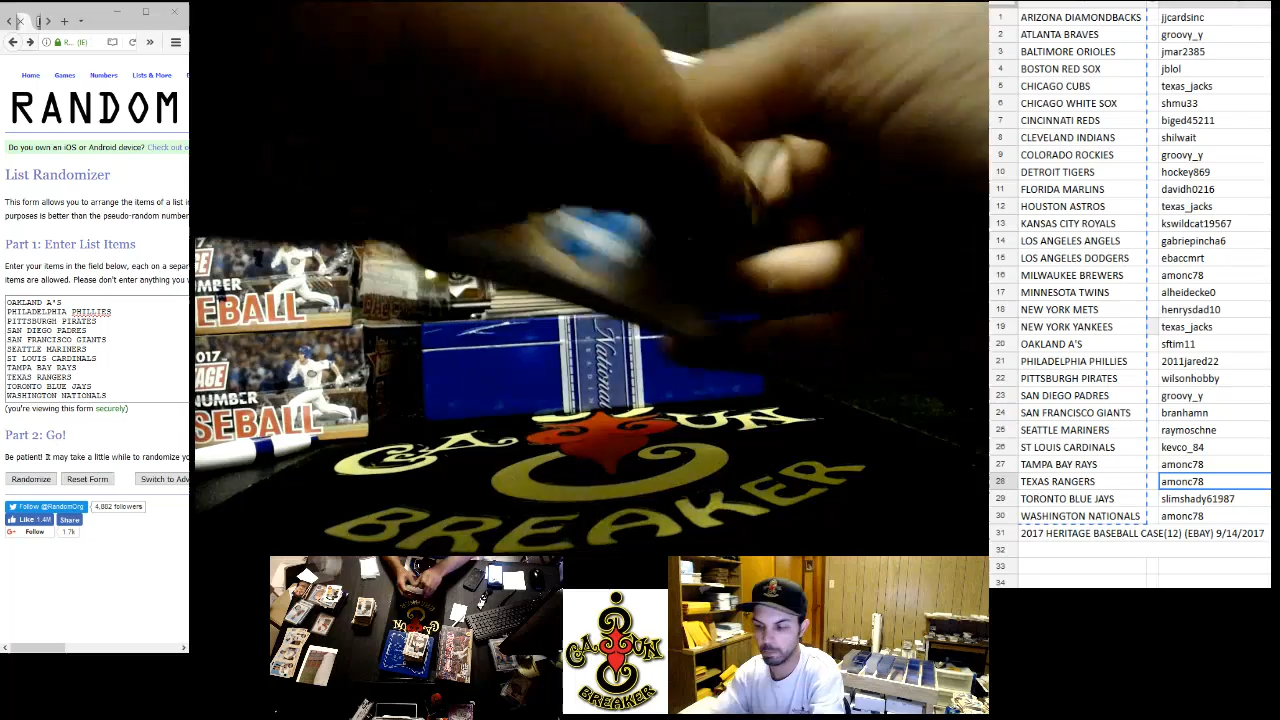 Home Games Numbers Lists & More
RANDOM
Do you own an iOS or Android device? Check out o
List Randomizer
This form allows you to arrange the items of a list i
purposes is better than the pseudo-random number
Part 1: Enter List Items
Enter your items in the field below, each on a separ
items are allowed. Please don't enter anything you
OAKLAND A'S
PHILADELPHIA PHILLIES
PITTSBURGH PIRATES
SAN DIEGO PADRES
SAN FRANCISCO GIANTS
SEATTLE MARINERS
ST LOUIS CARDINALS
TAMPA BAY RAYS
TEXAS RANGERS
TORONTO BLUE JAYS
WASHINGTON NATIONALS
(you're viewing this form securely)
Part 2: Go!
Be patient! It may take a little while to randomize yo
Randomize Reset Form Switch to Adv
Follow @RandomOrg 4,882 followers
Like 1.4M Share
Follow 1.7k
AGE
UMBER
EBALL
2017
TAGE
NUMBER
SEBALL
National
CAJUN
BREAKER
CAJUN
BREAKER
1 ARIZONA DIAMONDBACKS jjcardsinc
2 ATLANTA BRAVES groovy_y
3 BALTIMORE ORIOLES jmar2385
4 BOSTON RED SOX jblol
5 CHICAGO CUBS texas_jacks
6 CHICAGO WHITE SOX shmu33
7 CINCINNATI REDS biged45211
8 CLEVELAND INDIANS shilwait
9 COLORADO ROCKIES groovy_y
10 DETROIT TIGERS hockey869
11 FLORIDA MARLINS davidh0216
12 HOUSTON ASTROS texas_jacks
13 KANSAS CITY ROYALS kswildcat19567
14 LOS ANGELES ANGELS gabriepincha6
15 LOS ANGELES DODGERS ebaccmrt
16 MILWAUKEE BREWERS amonc78
17 MINNESOTA TWINS alheidecke0
18 NEW YORK METS henrysdad10
19 NEW YORK YANKEES texas_jacks
20 OAKLAND A'S sftim11
21 PHILADELPHIA PHILLIES 2011jared22
22 PITTSBURGH PIRATES wilsonhobby
23 SAN DIEGO PADRES groovy_y
24 SAN FRANCISCO GIANTS branhamn
25 SEATTLE MARINERS raymoschne
26 ST LOUIS CARDINALS kevco_84
27 TAMPA BAY RAYS amonc78
28 TEXAS RANGERS amonc78
29 TORONTO BLUE JAYS slimshady61987
30 WASHINGTON NATIONALS amonc78
31 2017 HERITAGE BASEBALL CASE(12) (EBAY) 9/14/2017
32
33
34